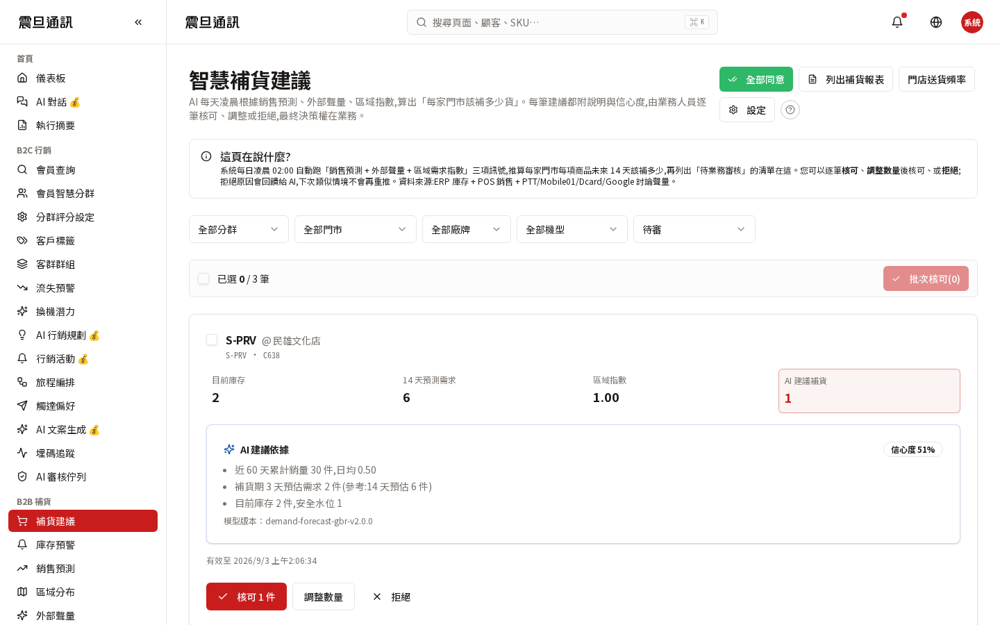 震旦通訊
震旦通訊
搜尋頁面、顧客、SKU…
⌘ K
系統
首頁
儀表板
AI 對話 💰
執行摘要
B2C 行銷
會員查詢
會員智慧分群
分群評分設定
客戶標籤
客群群組
流失預警
換機潛力
AI 行銷規劃 💰
行銷活動 💰
旅程編排
觸達偏好
AI 文案生成 💰
埋碼追蹤
AI 審核佇列
B2B 補貨
補貨建議
庫存預警
銷售預測
區域分布
外部聲量
智慧補貨建議
AI 每天凌晨根據銷售預測、外部聲量、區域指數,算出「每家門市該補多少貨」。每筆建議都附說明與信心度,由業務人員逐
筆核可、調整或拒絕,最終決策權在業務。
全部同意
列出補貨報表
門店送貨頻率
設定
這頁在說什麼?
系統每日凌晨 02:00 自動跑「銷售預測 + 外部聲量 + 區域需求指數」三項訊號,推算每家門市每項商品未來 14 天該補多少,再列出「待業務審核」的清單在這。您可以逐筆核可、調整數量後核可、或拒絕;
拒絕原因會回饋給 AI,下次類似情境不會再重推。資料來源:ERP 庫存 + POS 銷售 + PTT/Mobile01/Dcard/Google 討論聲量。
全部分群
全部門市
全部廠牌
全部機型
待審
已選 0 / 3 筆
批次核可(0)
S-PRV @ 民雄文化店
S-PRV • C638
目前庫存
2
14 天預測需求
6
區域指數
1.00
AI 建議補貨
1
AI 建議依據
信心度 51%
近 60 天累計銷量 30 件,日均 0.50
補貨期 3 天預估需求 2 件(參考:14 天預估 6 件)
目前庫存 2 件,安全水位 1
模型版本：demand-forecast-gbr-v2.0.0
有效至 2026/9/3 上午2:06:34
核可 1 件
調整數量
拒絕